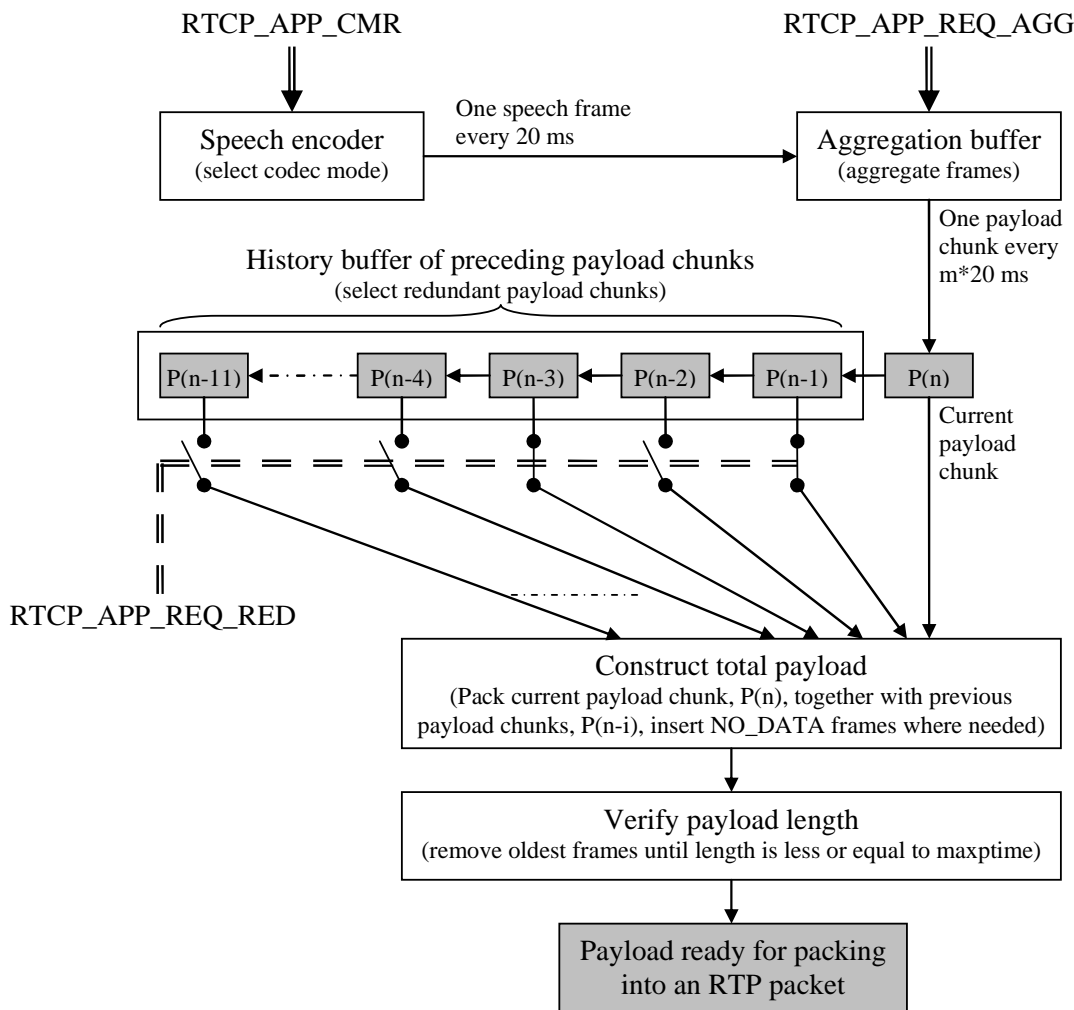 RTCP_APP_CMR
RTCP_APP_REQ_AGG
Speech encoder
(select codec mode)
One speech frame
every 20 ms
Aggregation buffer
(aggregate frames)
One payload
chunk every
m*20 ms
History buffer of preceding payload chunks
(select redundant payload chunks)
P(n-11)
P(n-4)
P(n-3)
P(n-2)
P(n-1)
P(n)
Current
payload
chunk
RTCP_APP_REQ_RED
Construct total payload
(Pack current payload chunk, P(n), together with previous
payload chunks, P(n-i), insert NO_DATA frames where needed)
Verify payload length
(remove oldest frames until length is less or equal to maxptime)
Payload ready for packing
into an RTP packet